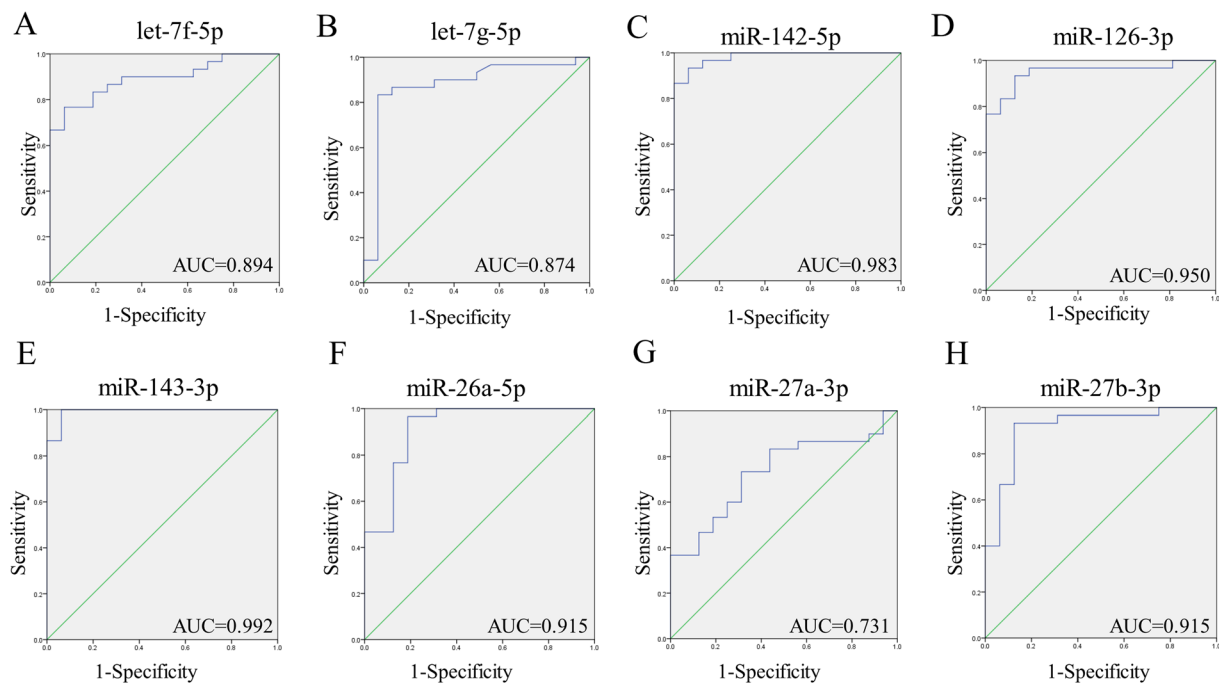 A
let-7f-5p
Sensitivity
1.0
0.8
0.6
0.4
0.2
0.0
0.0 0.2 0.4 0.6 0.8 1.0
AUC=0.894
1-Specificity
B
let-7g-5p
Sensitivity
1.0
0.8
0.6
0.4
0.2
0.0
0.0 0.2 0.4 0.6 0.8 1.0
AUC=0.874
1-Specificity
C
miR-142-5p
Sensitivity
1.0
0.8
0.6
0.4
0.2
0.0
0.0 0.2 0.4 0.6 0.8 1.0
AUC=0.983
1-Specificity
D
miR-126-3p
Sensitivity
1.0
0.8
0.6
0.4
0.2
0.0
0.0 0.2 0.4 0.6 0.8 1.0
AUC=0.950
1-Specificity
E
miR-143-3p
Sensitivity
1.0
0.8
0.6
0.4
0.2
0.0
0.0 0.2 0.4 0.6 0.8 1.0
AUC=0.992
1-Specificity
F
miR-26a-5p
Sensitivity
1.0
0.8
0.6
0.4
0.2
0.0
0.0 0.2 0.4 0.6 0.8 1.0
AUC=0.915
1-Specificity
G
miR-27a-3p
Sensitivity
1.0
0.8
0.6
0.4
0.2
0.0
0.0 0.2 0.4 0.6 0.8 1.0
AUC=0.731
1-Specificity
H
miR-27b-3p
Sensitivity
1.0
0.8
0.6
0.4
0.2
0.0
0.0 0.2 0.4 0.6 0.8 1.0
AUC=0.915
1-Specificity